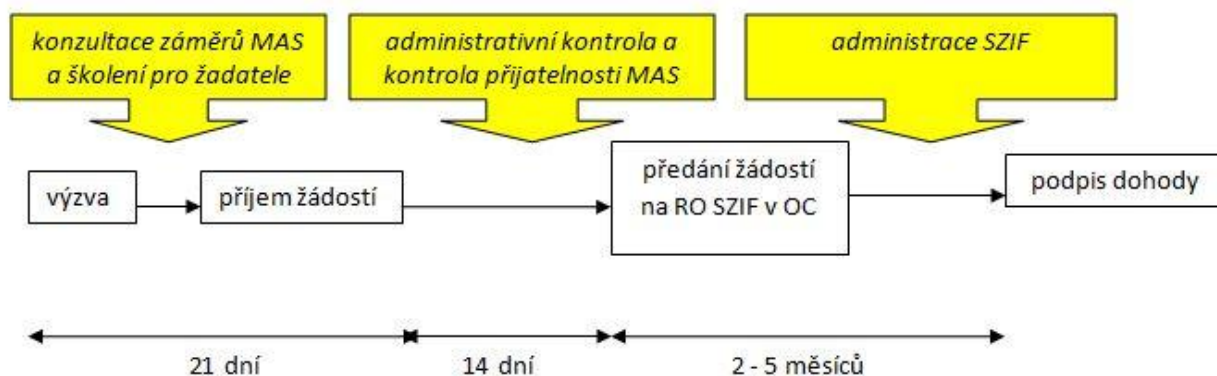 konzultace záměrů MAS
a školení pro žadatele
administrativní kontrola a
kontrola přijatelnosti MAS
administrace SZIF
výzva
příjem žádostí
předání žádostí
na RO SZIF v OC
podpis dohody
21 dní
14 dní
2 - 5 měsíců